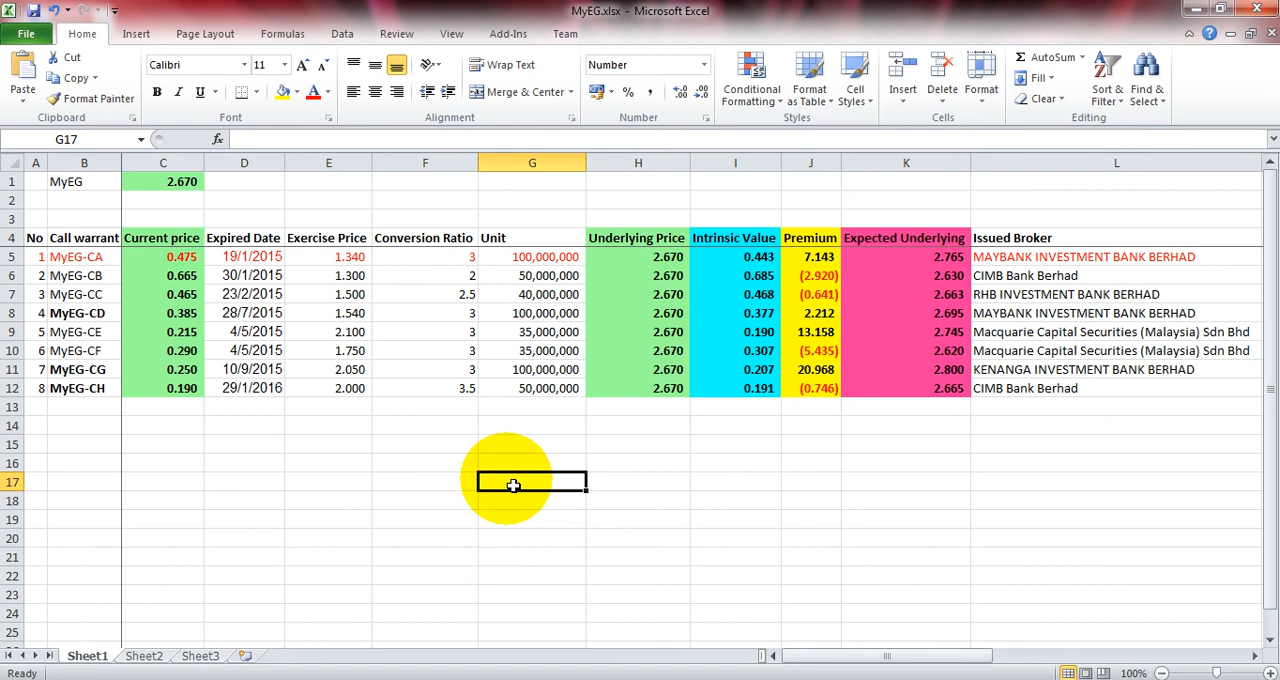 MyEG.xlsx - Microsoft Excel
File Home Insert Page Layout Formulas Data Review View Add-Ins Team
Cut Calibri 11 Wrap Text Number AutoSum
Copy Fill
Paste Format Painter B I U Merge & Center % , Conditional Formatting Format as Table Cell Styles Insert Delete Format Clear Sort & Filter Find & Select
Clipboard Font Alignment Number Styles Cells Editing
G17 fx
A B C D E F G H I J K L
1 MyEG 2.670
2
3
4 No Call warrant Current price Expired Date Exercise Price Conversion Ratio Unit Underlying Price Intrinsic Value Premium Expected Underlying Issued Broker
5 1 MyEG-CA 0.475 19/1/2015 1.340 3 100,000,000 2.670 0.443 7.143 2.765 MAYBANK INVESTMENT BANK BERHAD
6 2 MyEG-CB 0.665 30/1/2015 1.300 2 50,000,000 2.670 0.685 (2.920) 2.630 CIMB Bank Berhad
7 3 MyEG-CC 0.465 23/2/2015 1.500 2.5 40,000,000 2.670 0.468 (0.641) 2.663 RHB INVESTMENT BANK BERHAD
8 4 MyEG-CD 0.385 28/7/2015 1.540 3 100,000,000 2.670 0.377 2.212 2.695 MAYBANK INVESTMENT BANK BERHAD
9 5 MyEG-CE 0.215 4/5/2015 2.100 3 35,000,000 2.670 0.190 13.158 2.745 Macquarie Capital Securities (Malaysia) Sdn Bhd
10 6 MyEG-CF 0.290 4/5/2015 1.750 3 35,000,000 2.670 0.307 (5.435) 2.620 Macquarie Capital Securities (Malaysia) Sdn Bhd
11 7 MyEG-CG 0.250 10/9/2015 2.050 3 100,000,000 2.670 0.207 20.968 2.800 KENANGA INVESTMENT BANK BERHAD
12 8 MyEG-CH 0.190 29/1/2016 2.000 3.5 50,000,000 2.670 0.191 (0.746) 2.665 CIMB Bank Berhad
13
14
15
16
17
18
19
20
21
22
23
24
25
Sheet1 Sheet2 Sheet3
Ready 100%